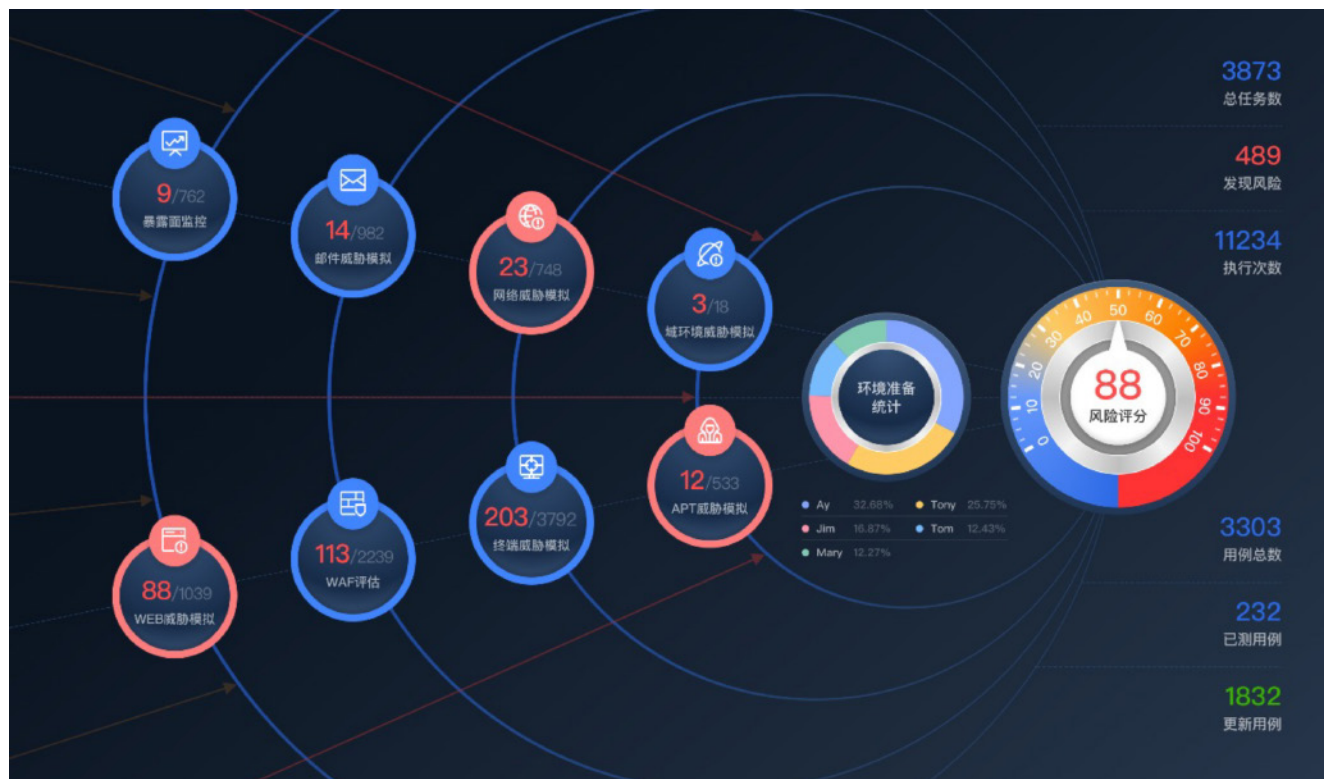 9/762
暴露面监控
14/982
邮件威胁模拟
23/748
网络威胁模拟
3/18
域环境威胁模拟
88/1039
WEB威胁模拟
113/2239
WAF评估
203/3792
终端威胁模拟
12/533
APT威胁模拟
环境准备
统计
Ay 32.68% Tony 25.75%
Jim 16.87% Tom 12.43%
Mary 12.27%
0 10 20 30 40 50 60 70 80 90 100
88
风险评分
3873
总任务数
489
发现风险
11234
执行次数
3303
用例总数
232
已测用例
1832
更新用例